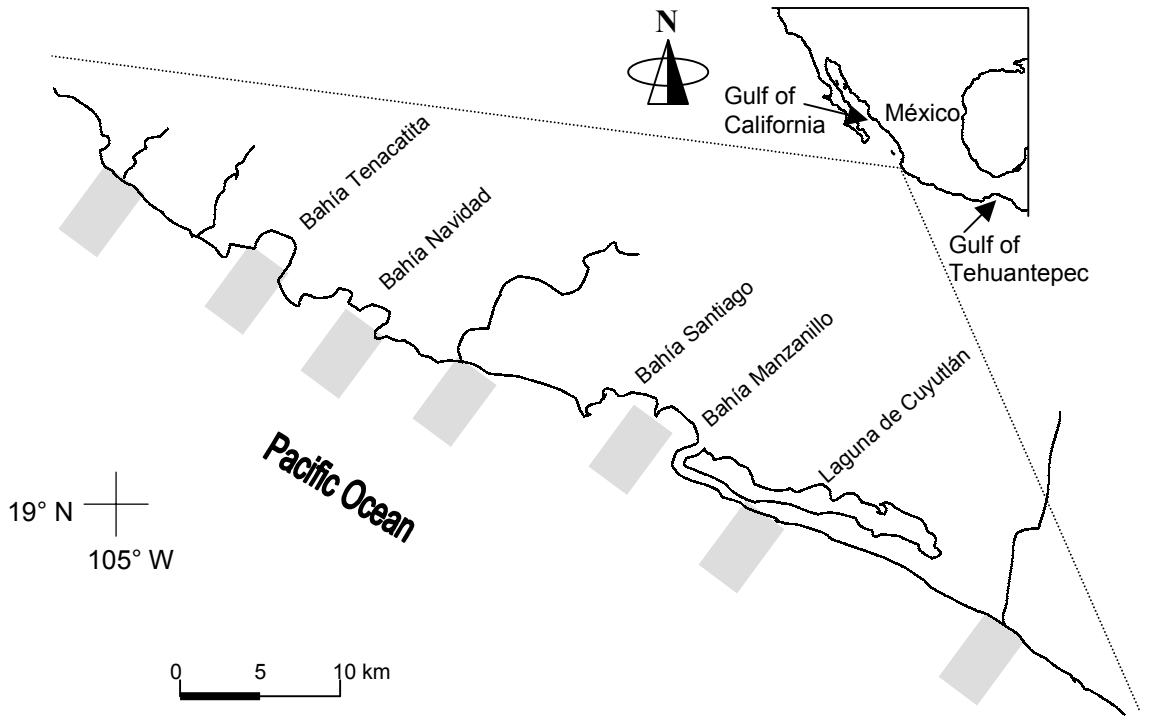 N
Gulf of
California
México
Gulf of
Tehuantepec
Bahía Tenacatita
Bahía Navidad
Bahía Santiago
Bahía Manzanillo
Laguna de Cuyutlán
Pacific Ocean
19° N
105° W
0 5 10 km